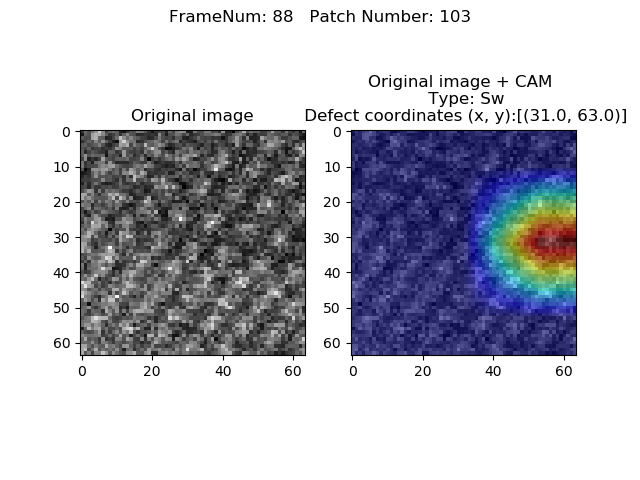 FrameNum: 88   Patch Number: 103
Original image
0
10
20
30
40
50
60
0 20 40 60
Original image + CAM
Type: Sw
Defect coordinates (x, y):[(31.0, 63.0)]
0
10
20
30
40
50
60
0 20 40 60